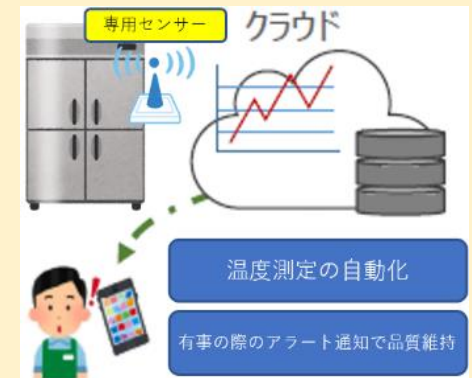 専用センサー
クラウド
温度測定の自動化
有事の際のアラート通知で品質維持